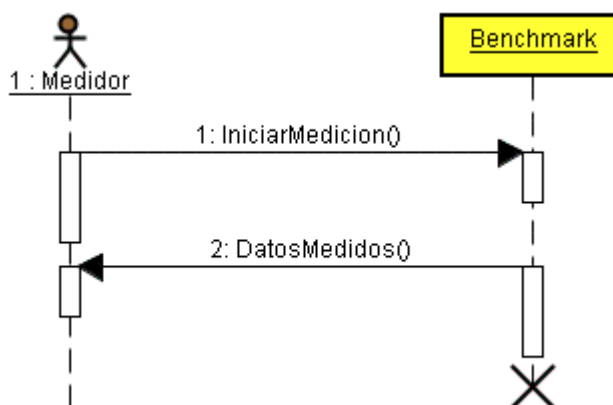 1 : Medidor
Benchmark
1: IniciarMedicion()
2: DatosMedidos()